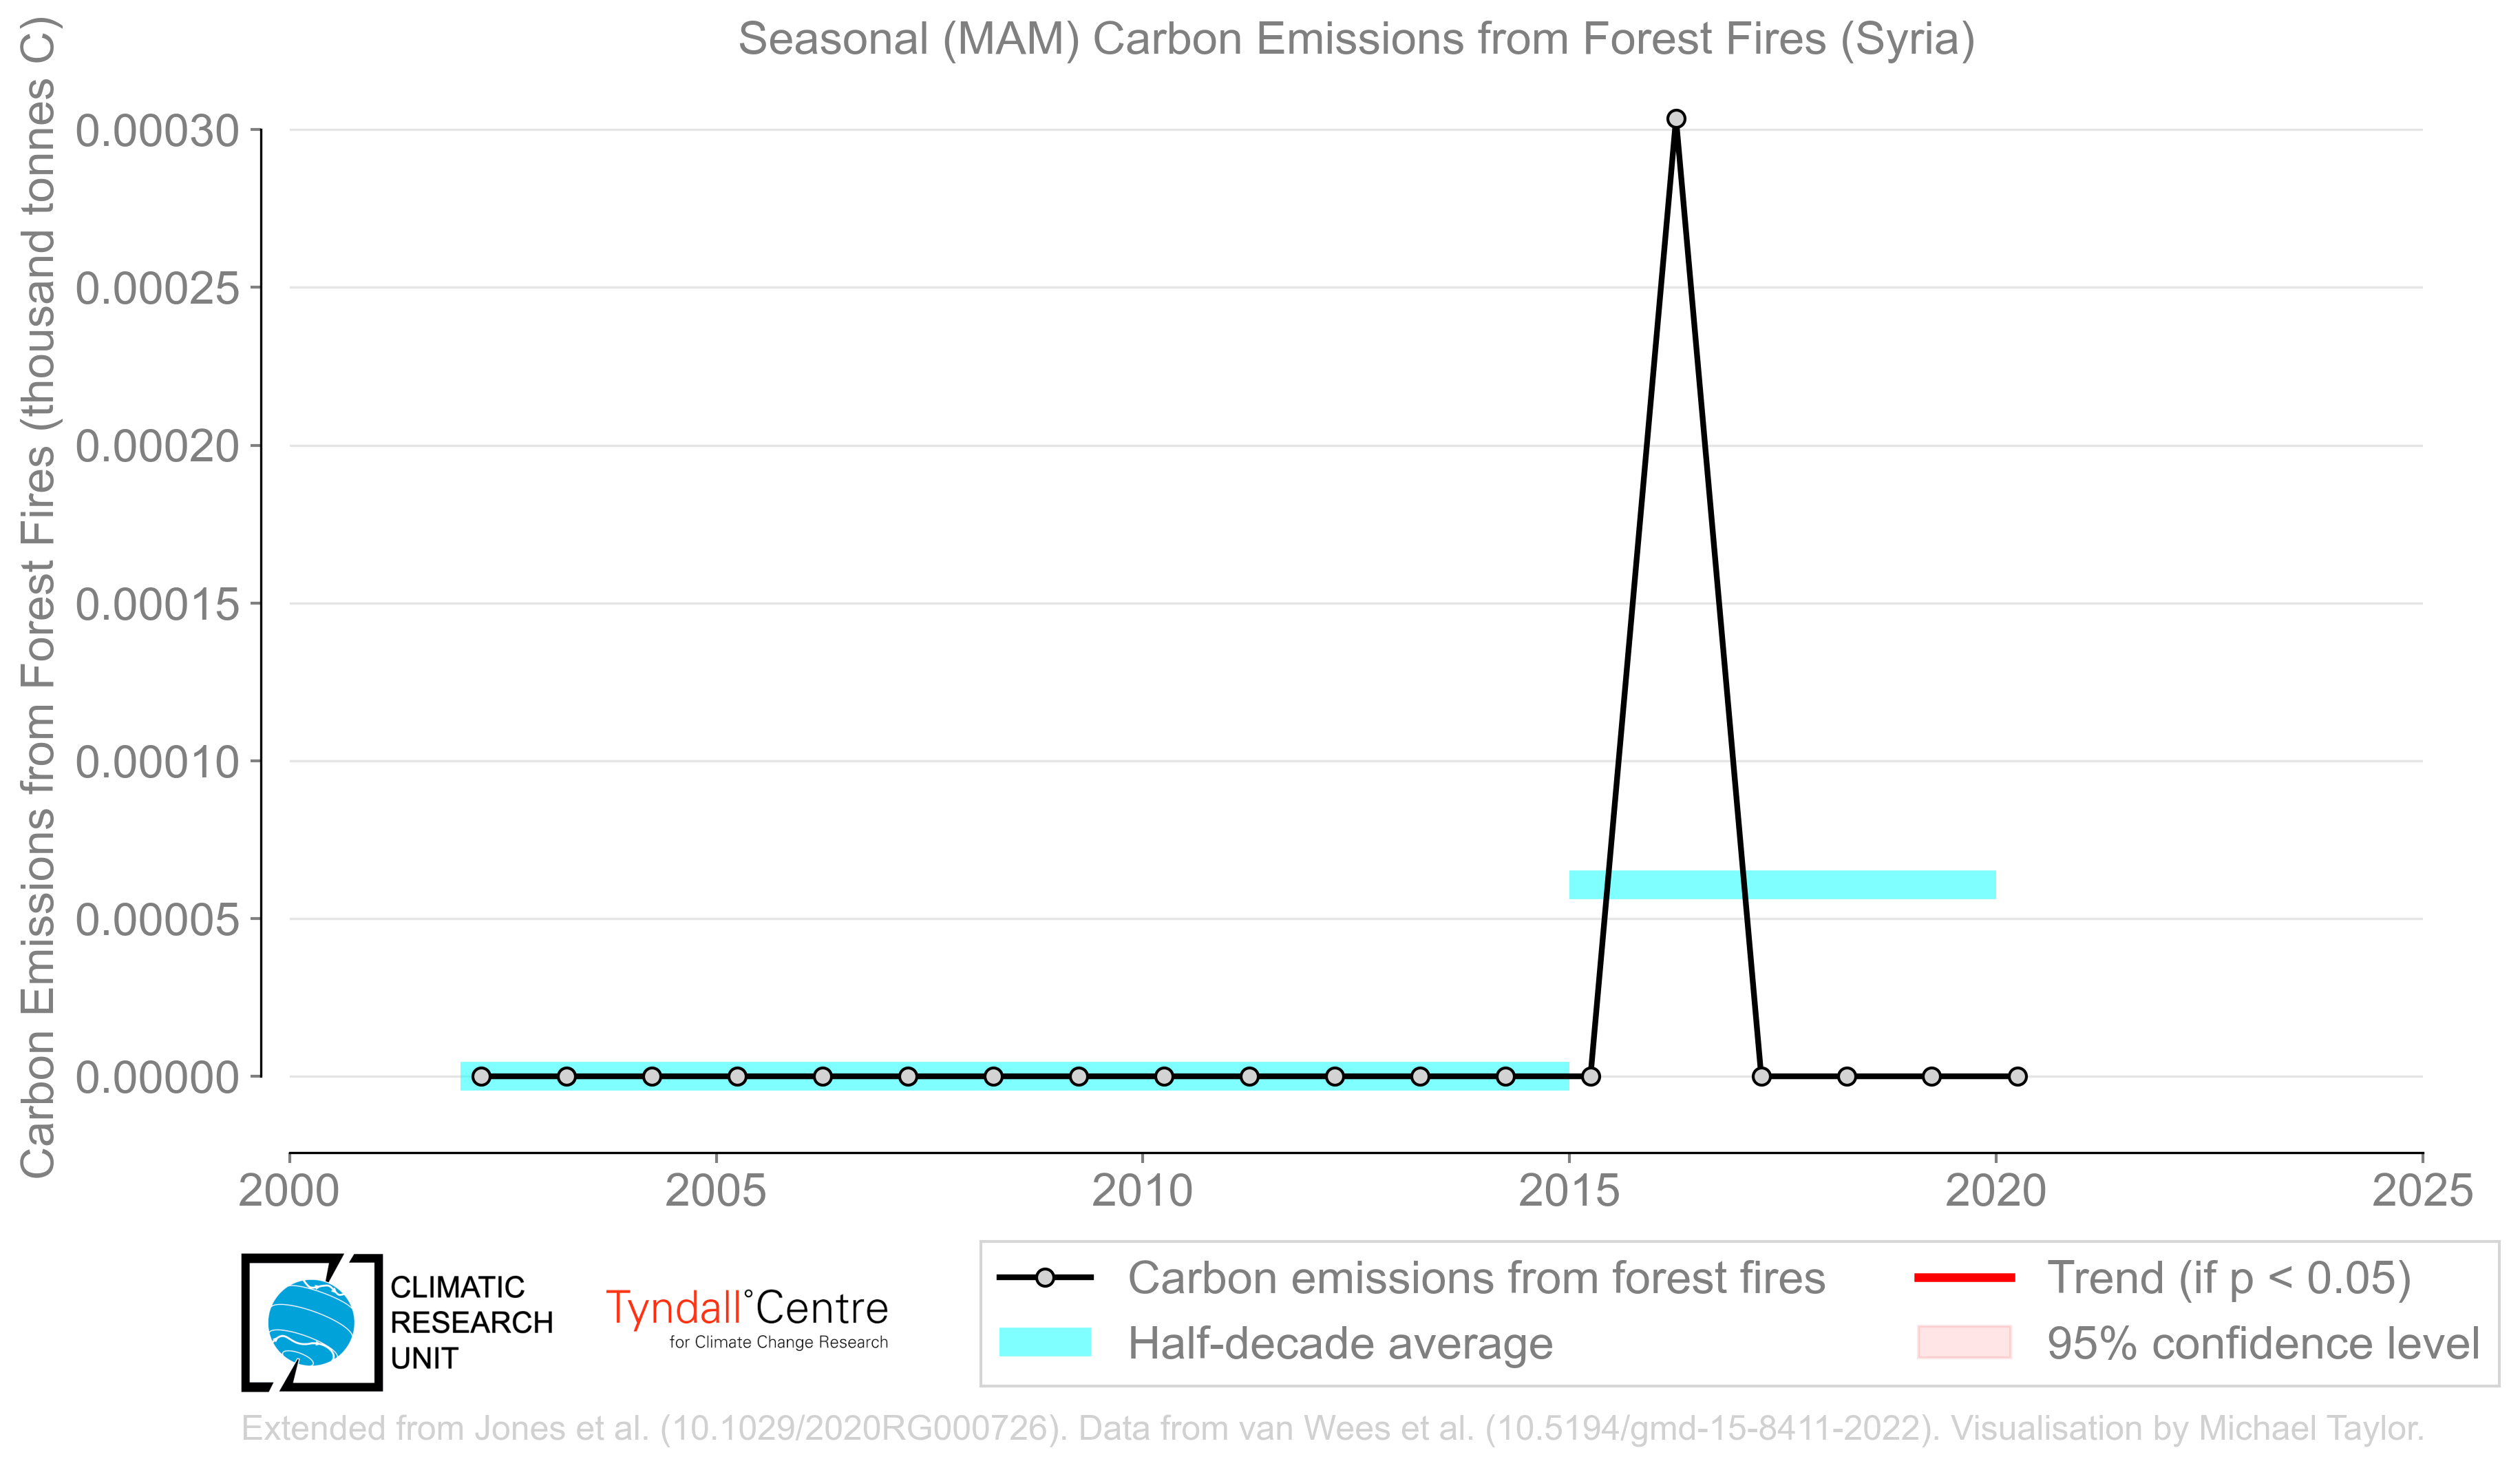 Seasonal (MAM) Carbon Emissions from Forest Fires (Syria)
Carbon Emissions from Forest Fires (thousand tonnes C)
0.00030
0.00025
0.00020
0.00015
0.00010
0.00005
0.00000
2000
2005
2010
2015
2020
2025
CLIMATIC
RESEARCH
UNIT
Tyndall°Centre
for Climate Change Research
Carbon emissions from forest fires
Half-decade average
Trend (if p < 0.05)
95% confidence level
Extended from Jones et al. (10.1029/2020RG000726). Data from van Wees et al. (10.5194/gmd-15-8411-2022). Visualisation by Michael Taylor.